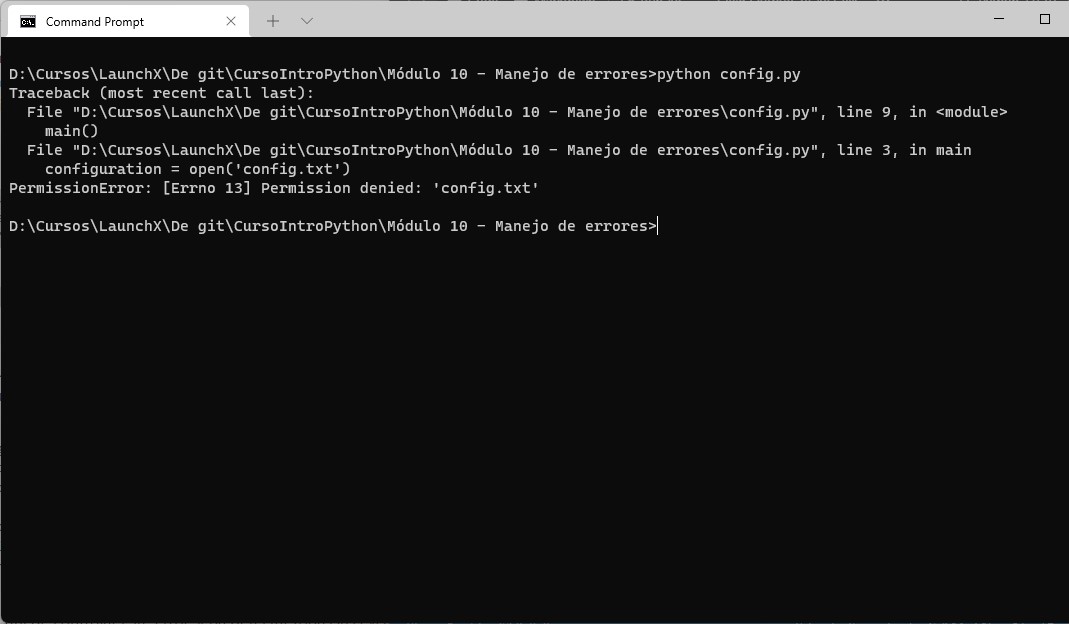 Command Prompt
D:\Cursos\LaunchX\De git\CursoIntroPython\Módulo 10 - Manejo de errores>python config.py
Traceback (most recent call last):
  File "D:\Cursos\LaunchX\De git\CursoIntroPython\Módulo 10 - Manejo de errores\config.py", line 9, in <module>
    main()
  File "D:\Cursos\LaunchX\De git\CursoIntroPython\Módulo 10 - Manejo de errores\config.py", line 3, in main
    configuration = open('config.txt')
PermissionError: [Errno 13] Permission denied: 'config.txt'
D:\Cursos\LaunchX\De git\CursoIntroPython\Módulo 10 - Manejo de errores>